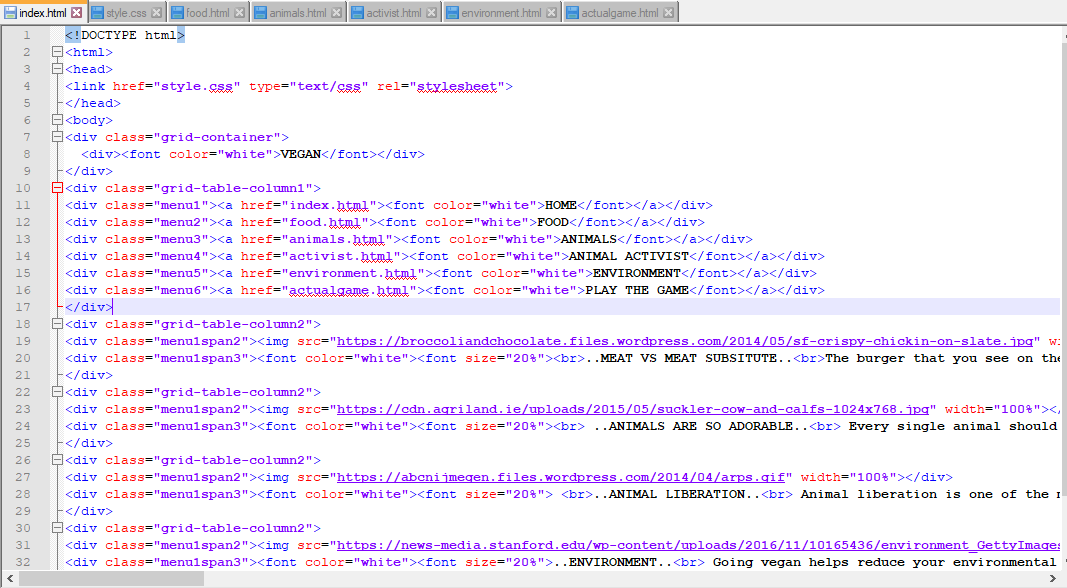 index.html style.css food.html animals.html activist.html environment.html actualgame.html
1 <!DOCTYPE html>
2 <html>
3 <head>
4 <link href="style.css" type="text/css" rel="stylesheet">
5 </head>
6 <body>
7 <div class="grid-container">
8 <div><font color="white">VEGAN</font></div>
9 </div>
10 <div class="grid-table-column1">
11 <div class="menu1"><a href="index.html"><font color="white">HOME</font></a></div>
12 <div class="menu2"><a href="food.html"><font color="white">FOOD</font></a></div>
13 <div class="menu3"><a href="animals.html"><font color="white">ANIMALS</font></a></div>
14 <div class="menu4"><a href="activist.html"><font color="white">ANIMAL ACTIVIST</font></a></div>
15 <div class="menu5"><a href="environment.html"><font color="white">ENVIRONMENT</font></a></div>
16 <div class="menu6"><a href="actualgame.html"><font color="white">PLAY THE GAME</font></a></div>
17 </div>
18 <div class="grid-table-column2">
19 <div class="menu1span2"><img src="https://broccoliandchocolate.files.wordpress.com/2014/05/sf-crispy-chickin-on-slate.jpg"
20 <div class="menu1span3"><font color="white"><font size="20%"><br>..MEAT VS MEAT SUBSITUTE..<br>The burger that you see on the
21 </div>
22 <div class="grid-table-column2">
23 <div class="menu1span2"><img src="https://cdn.agriland.ie/uploads/2015/05/suckler-cow-and-calfs-1024x768.jpg" width="100%"></
24 <div class="menu1span3"><font color="white"><font size="20%"><br> ..ANIMALS ARE SO ADORABLE..<br> Every single animal should
25 </div>
26 <div class="grid-table-column2">
27 <div class="menu1span2"><img src="https://abcnijmegen.files.wordpress.com/2014/04/arps.gif" width="100%"></div>
28 <div class="menu1span3"><font color="white"><font size="20%"> <br>..ANIMAL LIBERATION..<br> Animal liberation is one of the
29 </div>
30 <div class="grid-table-column2">
31 <div class="menu1span2"><img src="https://news-media.stanford.edu/wp-content/uploads/2016/11/10165436/environment_GettyImages
32 <div class="menu1span3"><font color="white"><font size="20%">..ENVIRONMENT..<br> Going vegan helps reduce your environmental